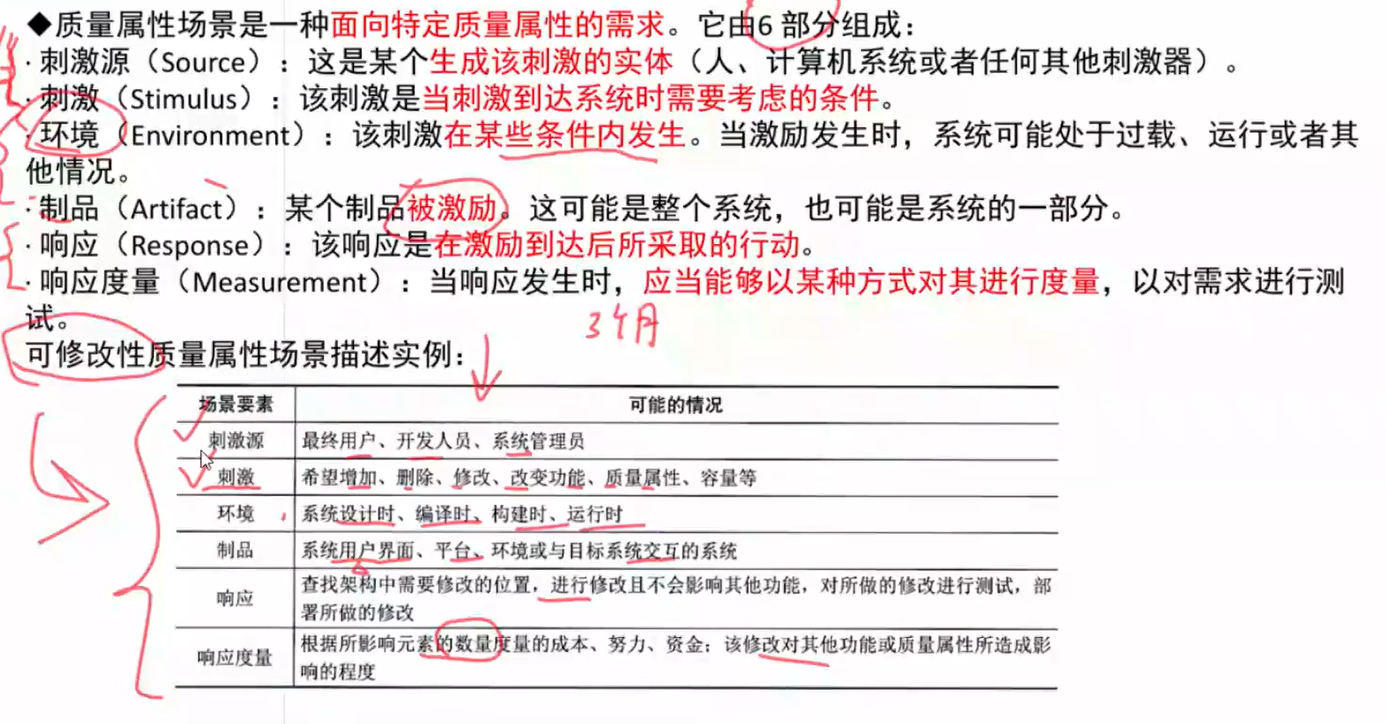 ◆质量属性场景是一种面向特定质量属性的需求。它由6 部分组成：
· 刺激源（Source）：这是某个生成该刺激的实体（人、计算机系统或者任何其他刺激器）。
· 刺激（Stimulus）：该刺激是当刺激到达系统时需要考虑的条件。
· 环境（Environment）：该刺激在某些条件内发生。当激励发生时，系统可能处于过载、运行或者其
他情况。
· 制品（Artifact）：某个制品被激励。这可能是整个系统，也可能是系统的一部分。
· 响应（Response）：该响应是在激励到达后所采取的行动。
· 响应度量（Measurement）：当响应发生时，应当能够以某种方式对其进行度量，以对需求进行测
试。
3个月
可修改性质量属性场景描述实例：
场景要素 可能的情况
刺激源 最终用户、开发人员、系统管理员
刺激 希望增加、删除、修改、改变功能、质量属性、容量等
环境 系统设计时、编译时、构建时、运行时
制品 系统用户界面、平台、环境或与目标系统交互的系统
响应 查找架构中需要修改的位置，进行修改且不会影响其他功能，对所做的修改进行测试，部
署所做的修改
响应度量 根据所影响元素的数量度量的成本、努力、资金；该修改对其他功能或质量属性所造成影
响的程度